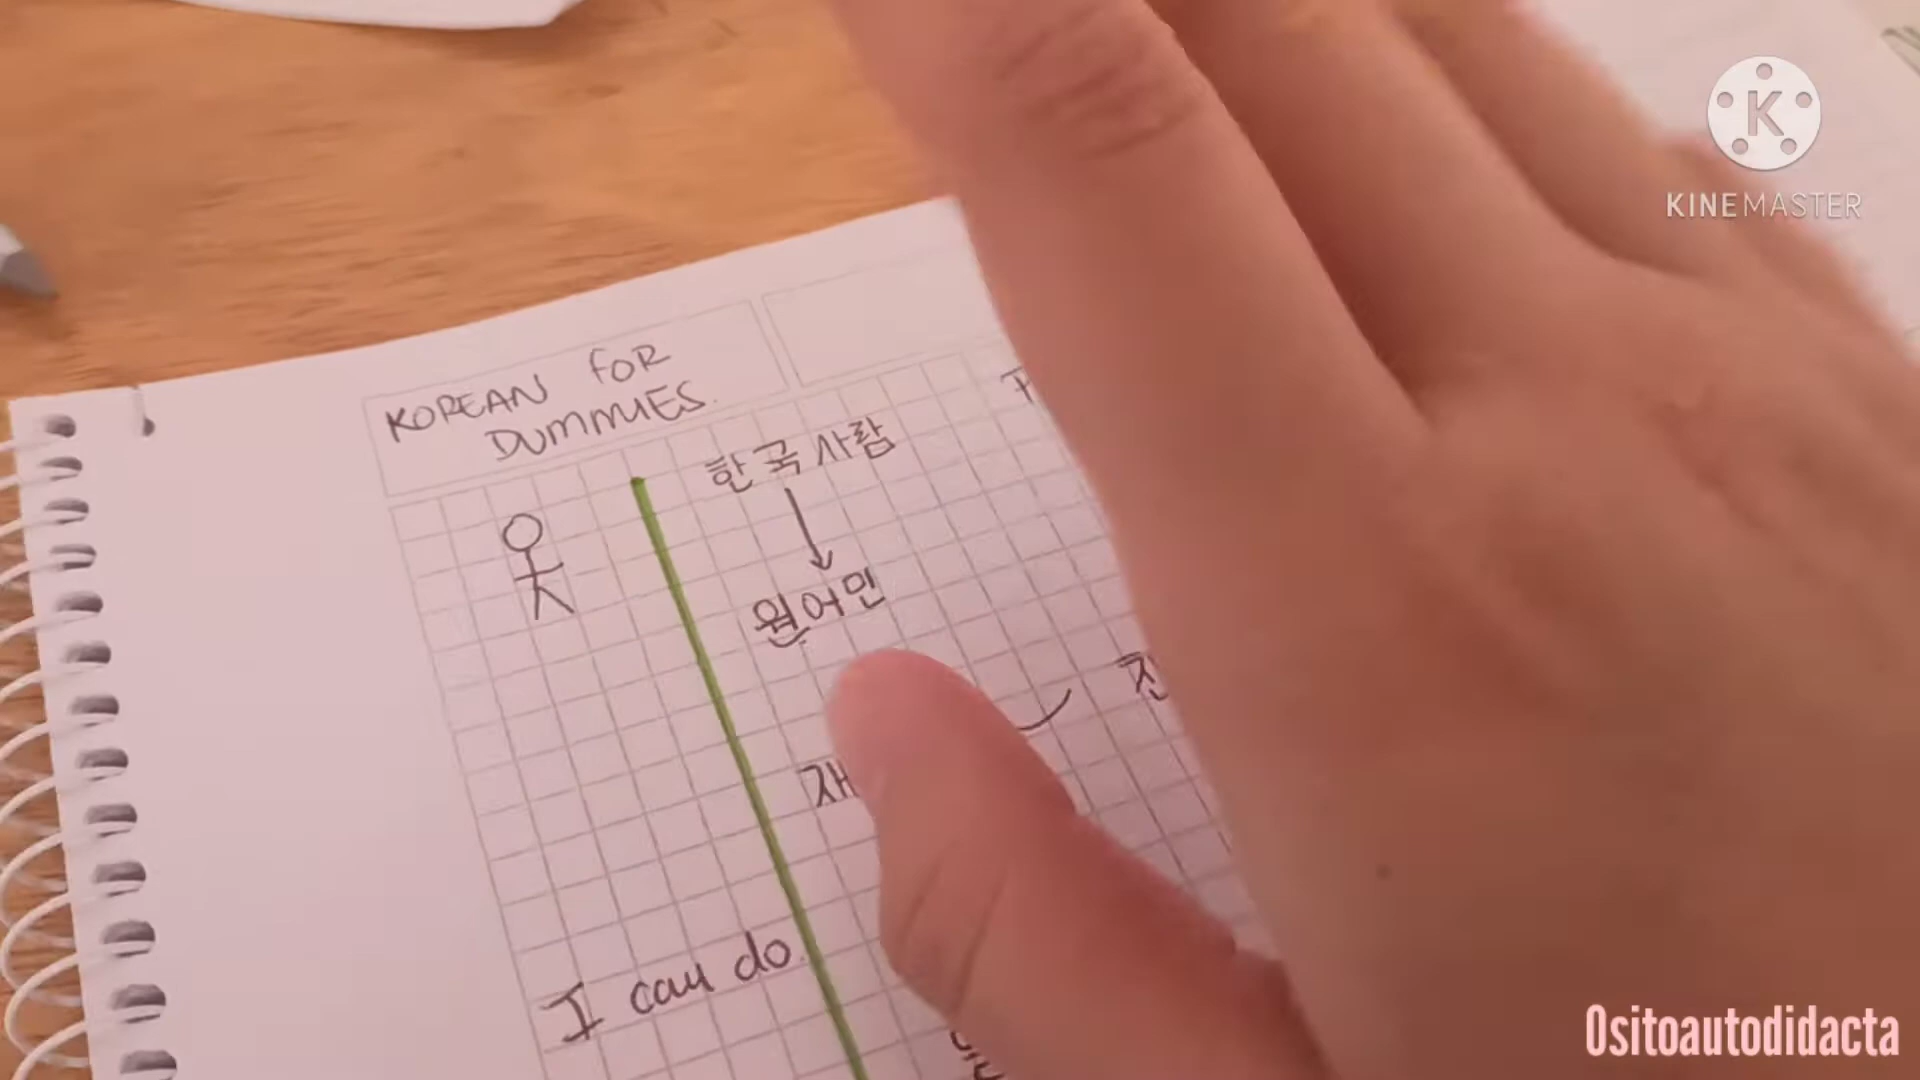 KINEMASTER
KOREAN FOR
DUMMIES.
한국 사람
원어민
I can do
Ositoautodidacta